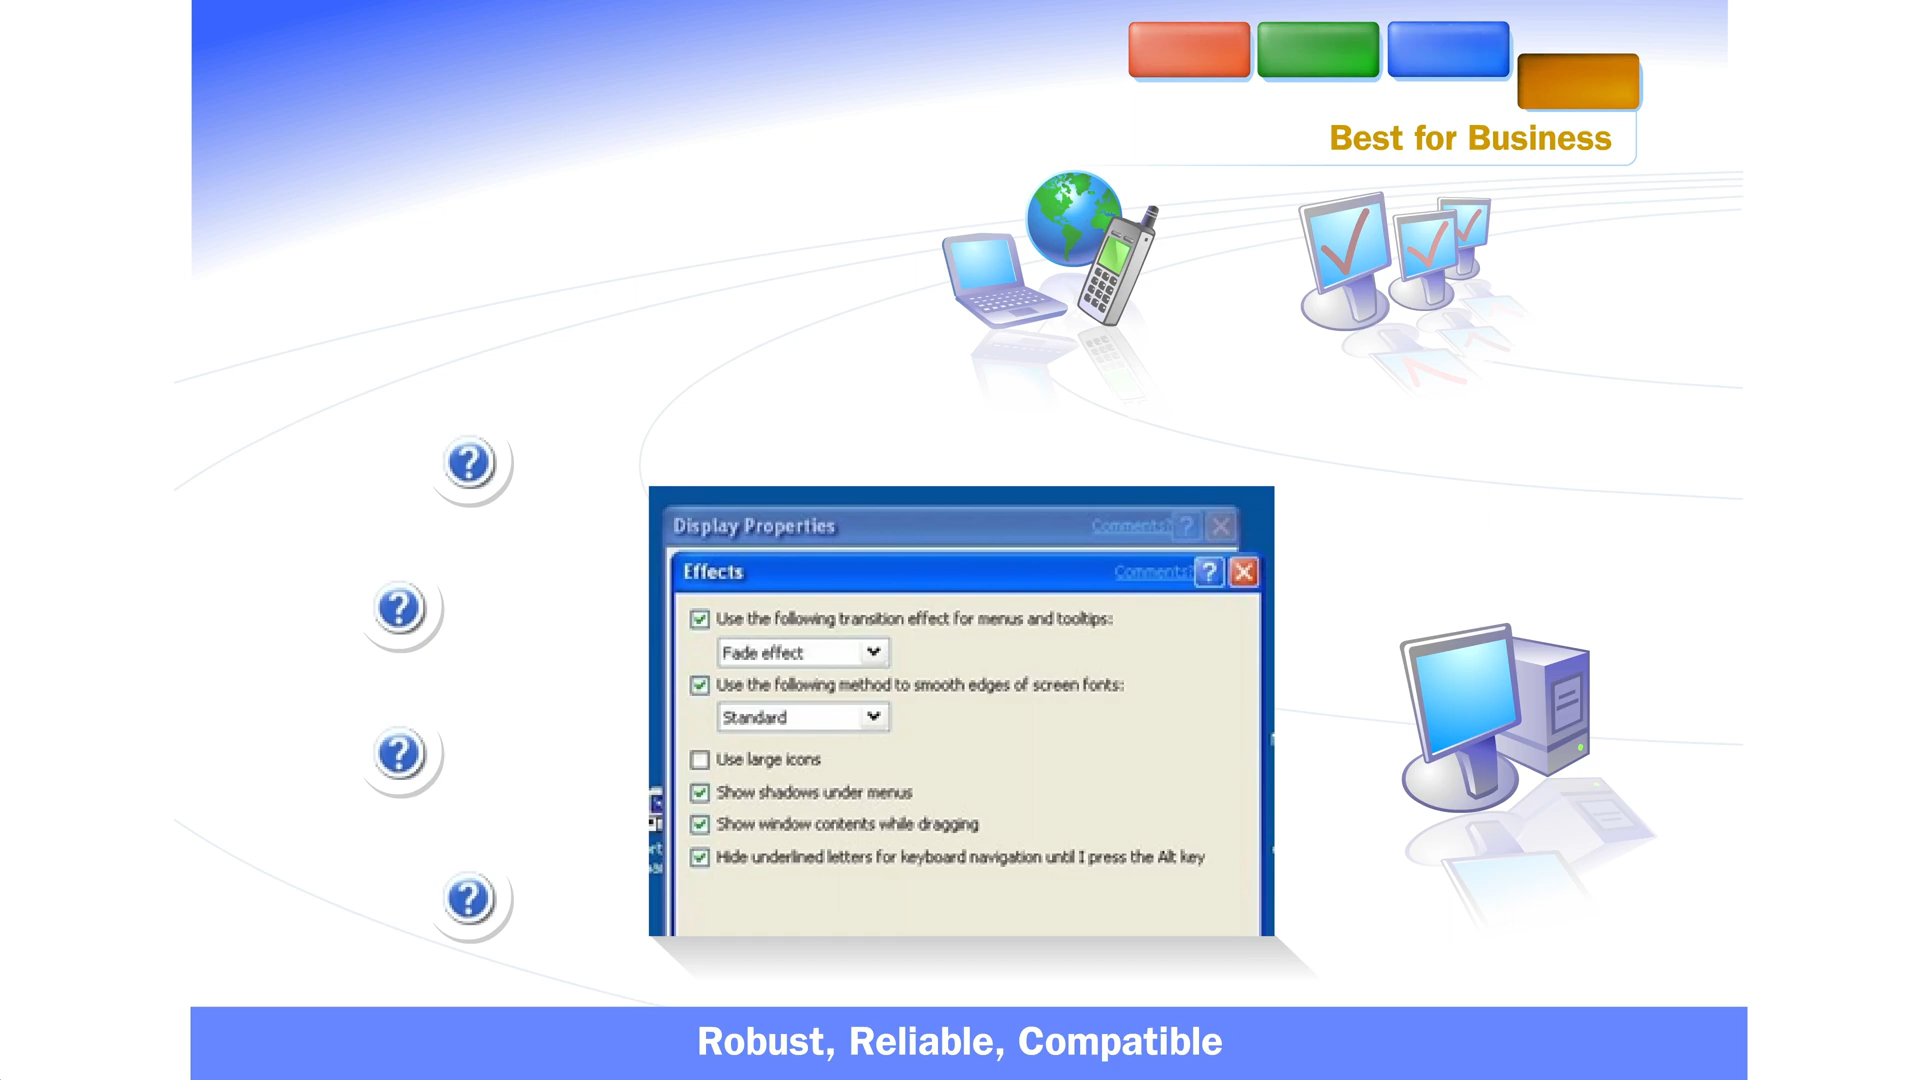 Best for Business
Display Properties
Comments?
Effects
Comments?
Use the following transition effect for menus and tooltips:
Fade effect
Use the following method to smooth edges of screen fonts:
Standard
Use large icons
Show shadows under menus
Show window contents while dragging
Hide underlined letters for keyboard navigation until I press the Alt key
Robust, Reliable, Compatible